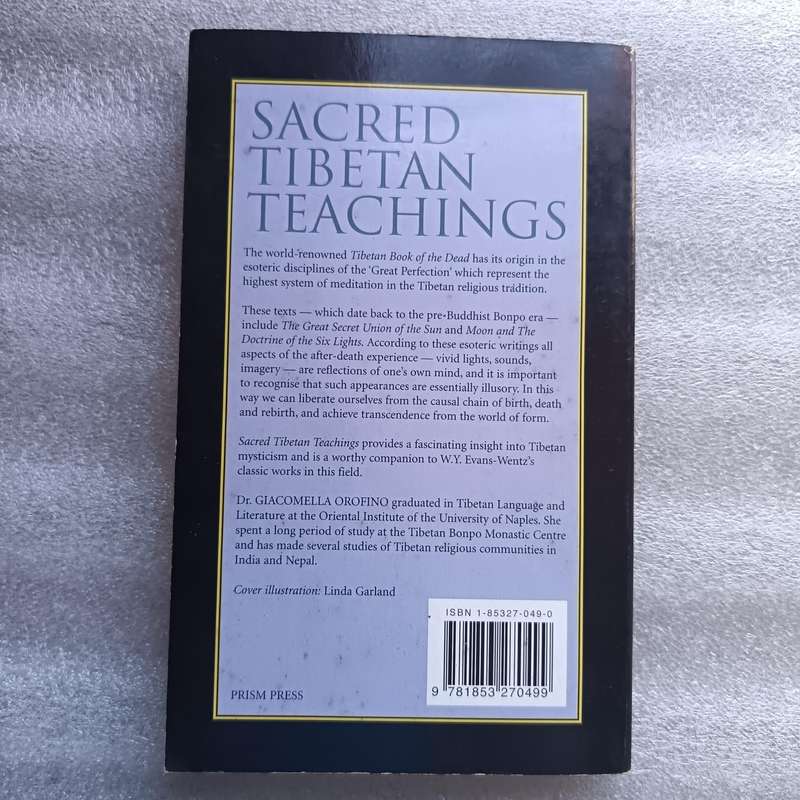 SACRED
TIBETAN
TEACHINGS
The world-renowned Tibetan Book of the Dead has its origin in the
esoteric disciplines of the 'Great Perfection' which represent the
highest system of meditation in the Tibetan religious tradition.
These texts — which date back to the pre-Buddhist Bonpo era —
include The Great Secret Union of the Sun and Moon and The
Doctrine of the Six Lights. According to these esoteric writings all
aspects of the after-death experience — vivid lights, sounds,
imagery — are reflections of one's own mind, and it is important
to recognise that such appearances are essentially illusory. In this
way we can liberate ourselves from the causal chain of birth, death
and rebirth, and achieve transcendence from the world of form.
Sacred Tibetan Teachings provides a fascinating insight into Tibetan
mysticism and is a worthy companion to W.Y. Evans-Wentz's
classic works in this field.
Dr. GIACOMELLA OROFINO graduated in Tibetan Language and
Literature at the Oriental Institute of the University of Naples. She
spent a long period of study at the Tibetan Bonpo Monastic Centre
and has made several studies of Tibetan religious communities in
India and Nepal.
Cover illustration: Linda Garland
ISBN 1-85327-049-0
9 781853 270499
PRISM PRESS